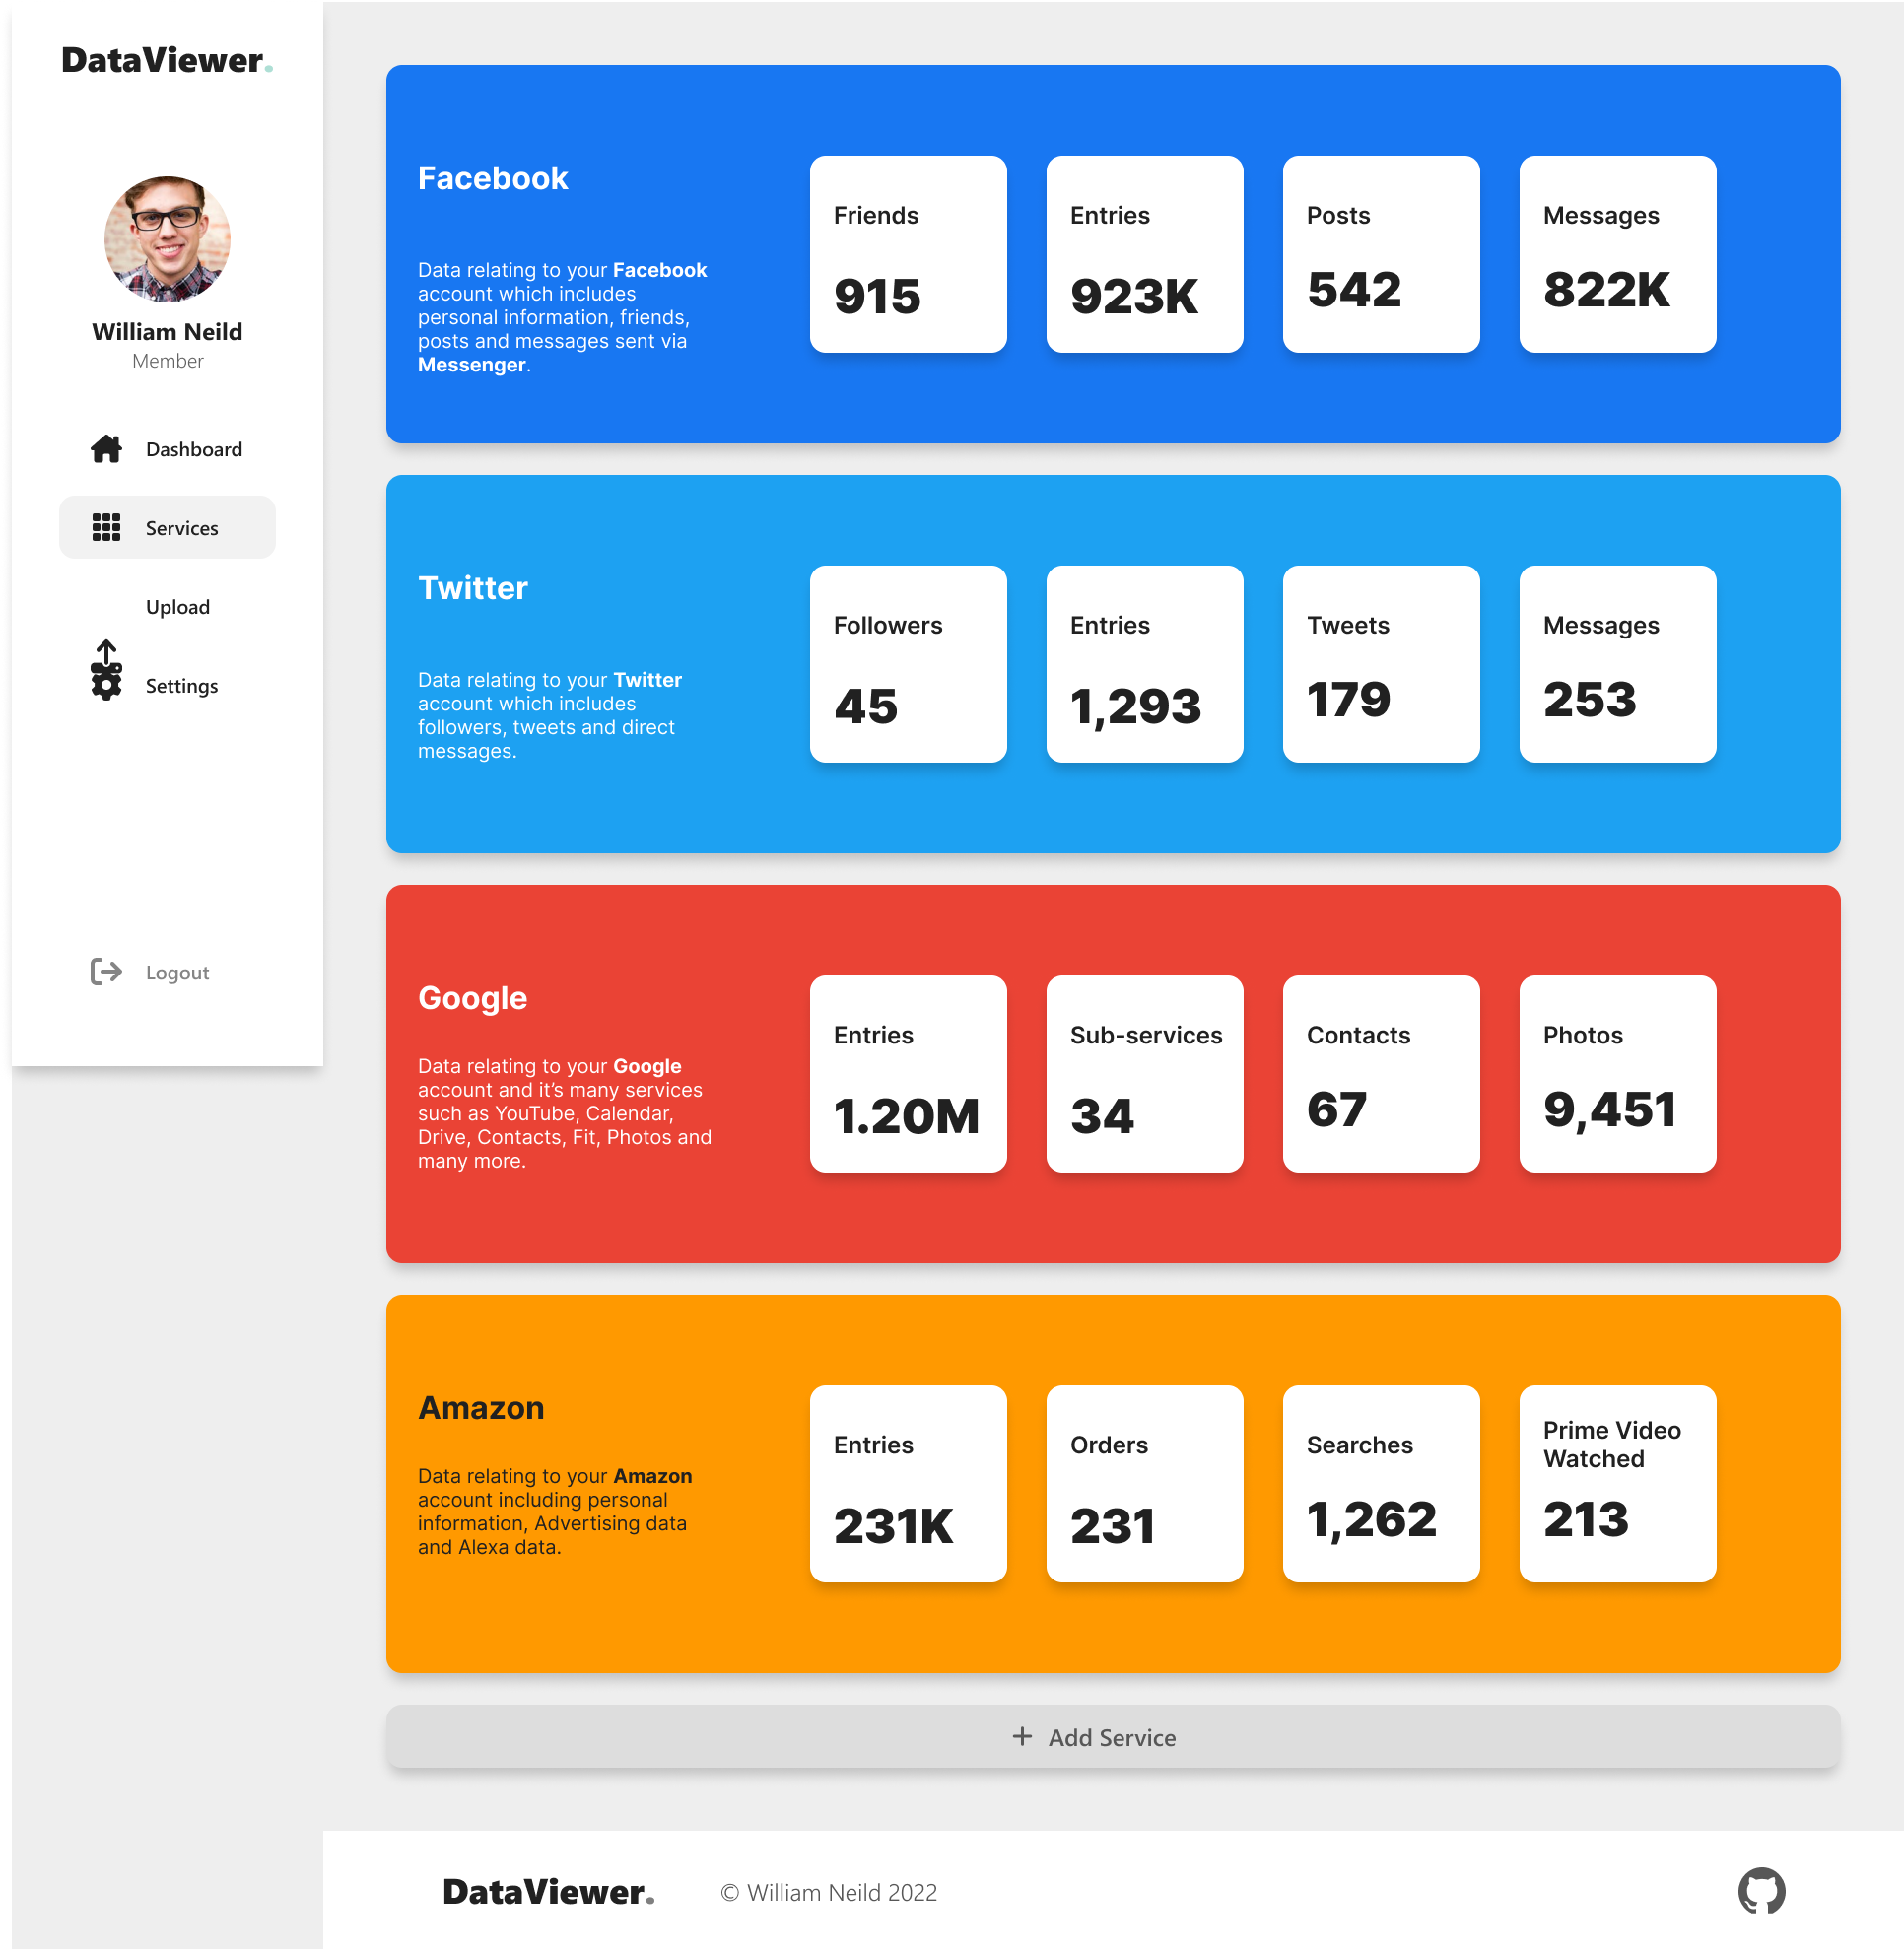 DataViewer.
William Neild
Member
Dashboard
Services
Upload
Settings
Logout
Facebook
Data relating to your Facebook
account which includes
personal information, friends,
posts and messages sent via
Messenger.
Friends
915
Entries
923K
Posts
542
Messages
822K
Twitter
Data relating to your Twitter
account which includes
followers, tweets and direct
messages.
Followers
45
Entries
1,293
Tweets
179
Messages
253
Google
Data relating to your Google
account and it’s many services
such as YouTube, Calendar,
Drive, Contacts, Fit, Photos and
many more.
Entries
1.20M
Sub-services
34
Contacts
67
Photos
9,451
Amazon
Data relating to your Amazon
account including personal
information, Advertising data
and Alexa data.
Entries
231K
Orders
231
Searches
1,262
Prime Video
Watched
213
+ Add Service
DataViewer.
© William Neild 2022